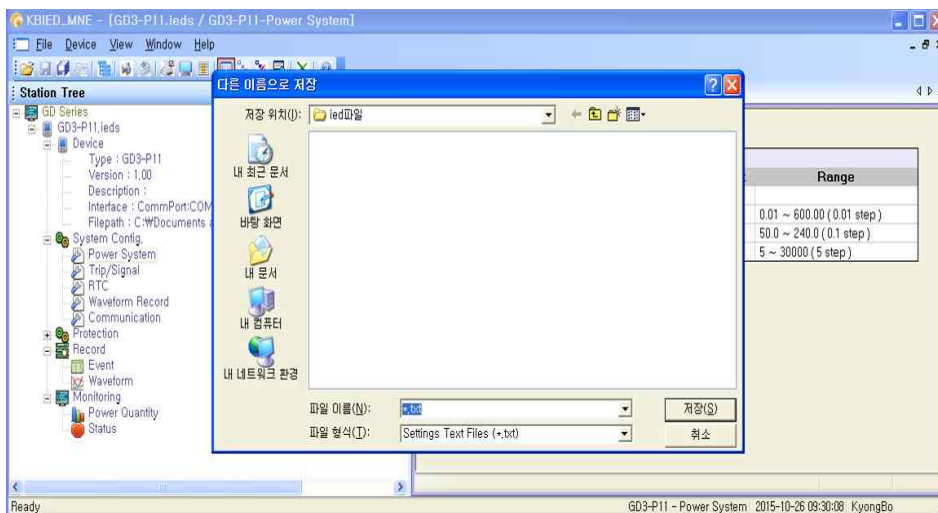 KBIED_MNE - [GD3-P11.ieds / GD3-P11-Power System]
File Device View Window Help
Station Tree
GD Series
GD3-P11.ieds
Device
Type : GD3-P11
Version : 1.00
Description :
Interface : CommPort:COM
Filepath : C:₩Documents
System Config.
Power System
Trip/Signal
RTC
Waveform Record
Communication
Protection
Record
Event
Waveform
Monitoring
Power Quantity
Status
다른 이름으로 저장
저장 위치(I): ied파일
내 최근 문서
바탕 화면
내 문서
내 컴퓨터
내 네트워크 환경
파일 이름(N): *.txt
저장(S)
파일 형식(T): Settings Text Files (*.txt)
취소
Range
0.01 ~ 600.00 ( 0.01 step )
50.0 ~ 240.0 ( 0.1 step )
5 ~ 30000 ( 5 step )
Ready
GD3-P11 - Power System 2015-10-26 09:30:08 KyongBo